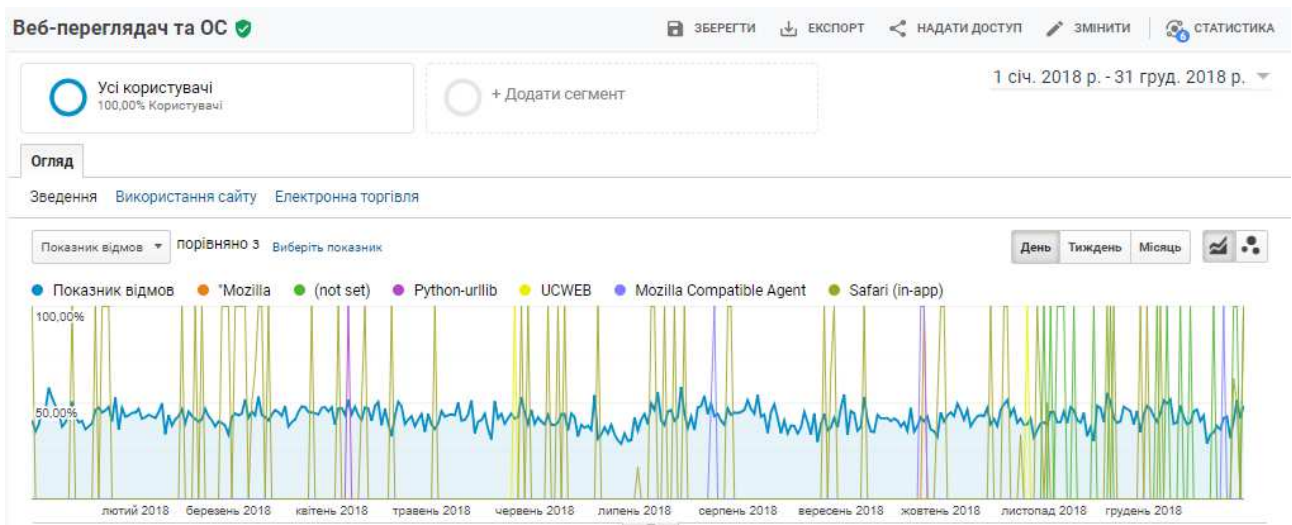 Веб-переглядач та ОС
ЗБЕРЕГТИ ЕКСПОРТ НАДАТИ ДОСТУП ЗМІНИТИ 6 СТАТИСТИКА
Усі користувачі
100,00% Користувачі
+ Додати сегмент
1 січ. 2018 р. - 31 груд. 2018 р.
Огляд
Зведення Використання сайту Електронна торгівля
Показник відмов порівняно з Виберіть показник
День Тиждень Місяць
Показник відмов "Mozilla (not set) Python-urllib UCWEB Mozilla Compatible Agent Safari (in-app)
100,00%
50,00%
лютий 2018 березень 2018 квітень 2018 травень 2018 червень 2018 липень 2018 серпень 2018 вересень 2018 жовтень 2018 листопад 2018 грудень 2018